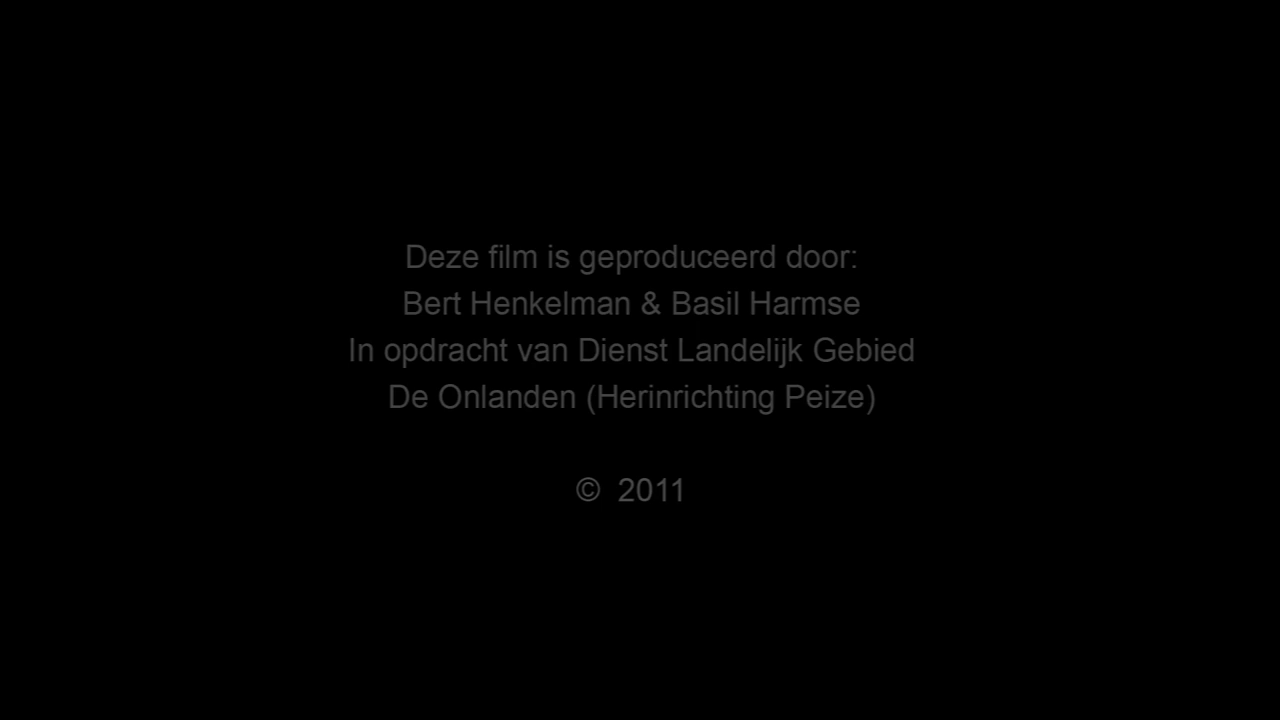 Deze film is geproduceerd door:
Bert Henkelman & Basil Harmse
In opdracht van Dienst Landelijk Gebied
De Onlanden (Herinrichting Peize)
© 2011